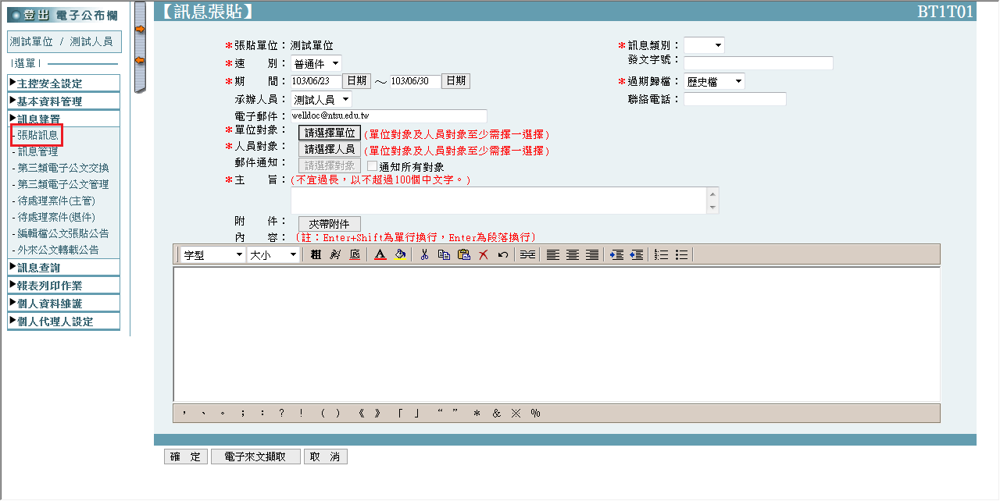 登出 電子公布欄
測試單位 / 測試人員
|選單|
▶主控安全設定
▶基本資料管理
▶訊息建置
- 張貼訊息
- 訊息管理
- 第三類電子公文交換
- 第三類電子公文管理
- 待處理案件(主管)
- 待處理案件(退件)
- 編輯檔公文張貼公告
- 外來公文轉載公告
▶訊息查詢
▶報表列印作業
▶個人資料維護
▶個人代理人設定
【訊息張貼】 BT1T01
*張貼單位：測試單位 *訊息類別：
*速　別：普通件 發文字號：
*期　間：103/06/23 日期 ～ 103/06/30 日期 *過期歸檔：歷史檔
承辦人員：測試人員 聯絡電話：
電子郵件：welldoc@ntsu.edu.tw
*單位對象： 請選擇單位 (單位對象及人員對象至少需擇一選擇)
*人員對象： 請選擇人員 (單位對象及人員對象至少需擇一選擇)
郵件通知： 請選擇對象 通知所有對象
*主　旨：(不宜過長，以不超過100個中文字。)
附　件： 夾帶附件
內　容： (註：Enter+Shift為單行換行，Enter為段落換行)
字型 大小 粗 斜 底 A
， 、 。 ； ： ？ ！ （ ） 《 》 「 」 “ ” * & ※ %
確 定 電子來文擷取 取 消